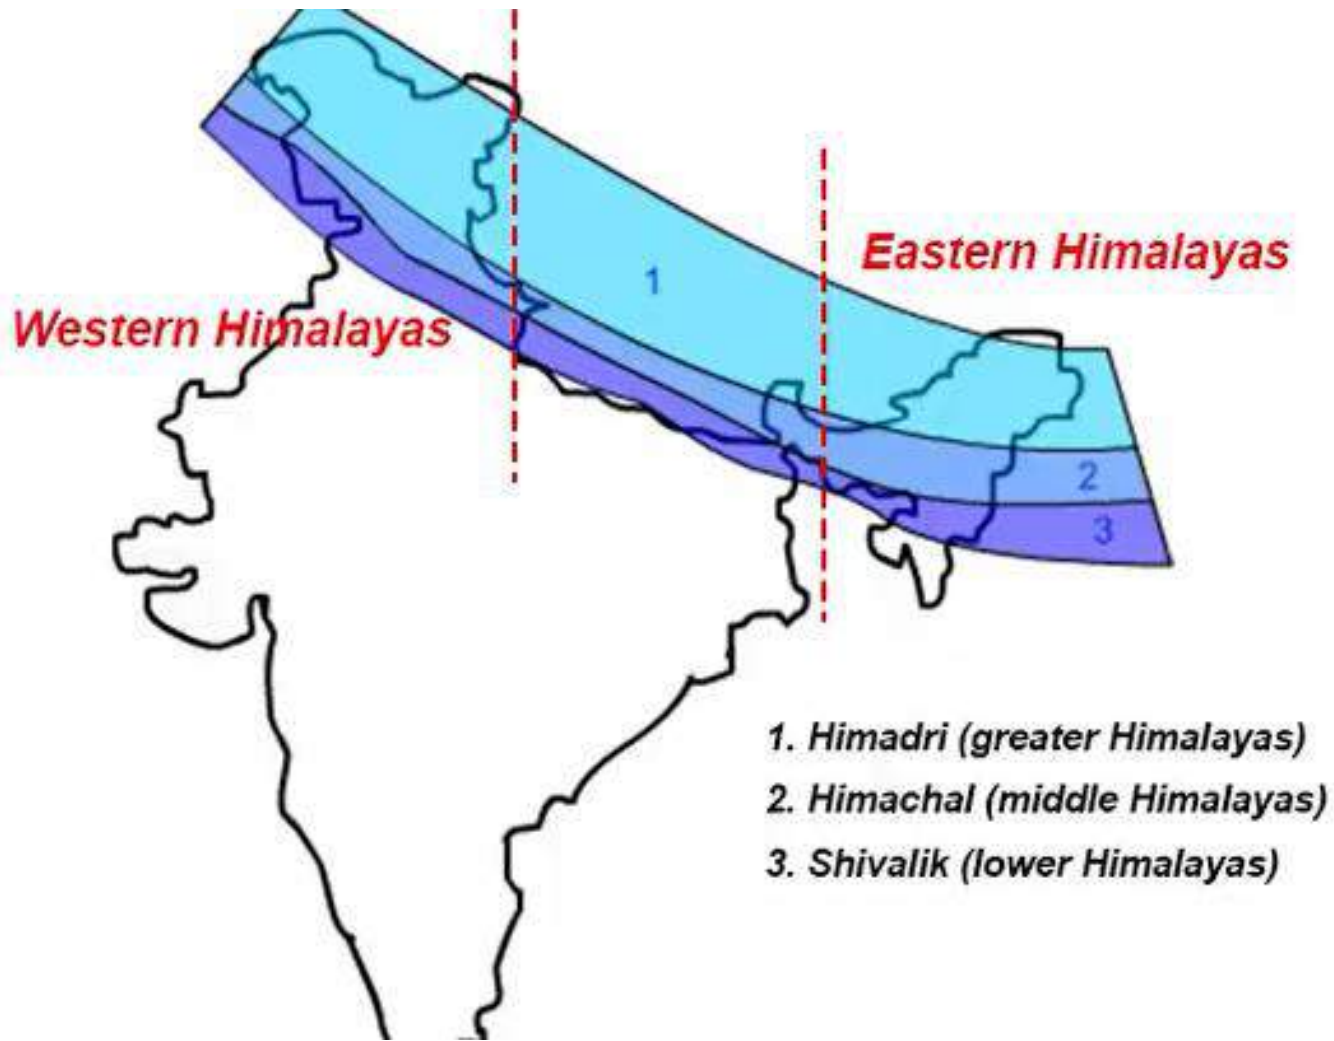 Eastern Himalayas
1
Western Himalayas
2
3
1. Himadri (greater Himalayas)
2. Himachal (middle Himalayas)
3. Shivalik (lower Himalayas)